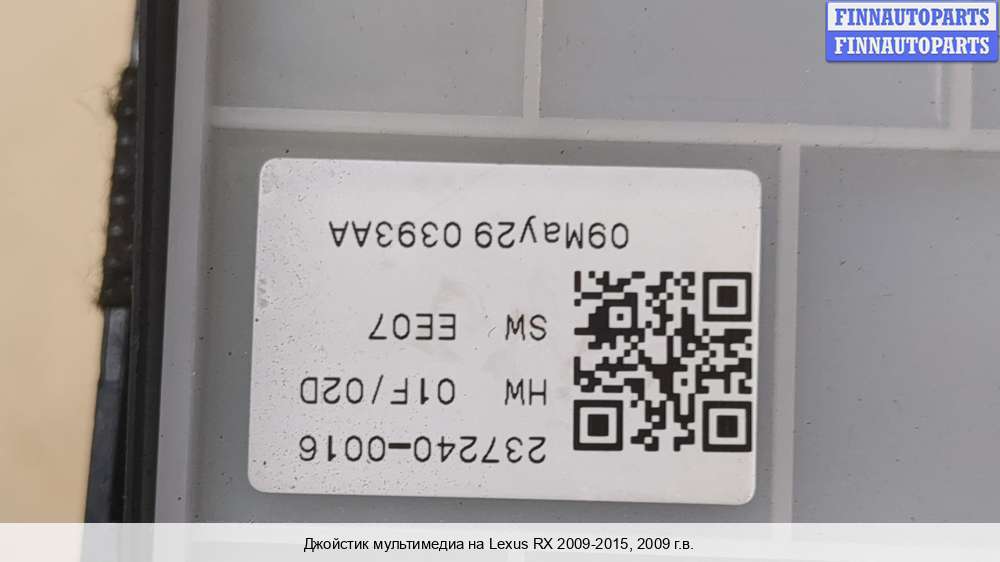 FINNAUTOPARTS
FINNAUTOPARTS
237240-0016
HW 01F/02D
SW EE07
09May29 0393AA
Джойстик мультимедиа на Lexus RX 2009-2015, 2009 г.в.